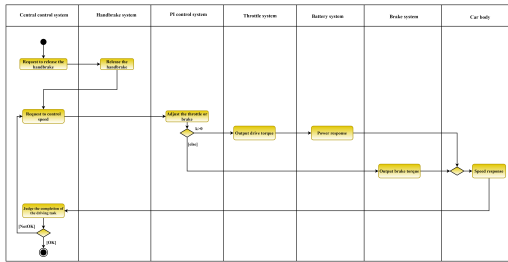 Central control system
Handbrake system
PI control system
Throttle system
Battery system
Brake system
Car body
Request to release the
handbrake
Release the
handbrake
Request to control
speed
Adjust the throttle or
brake
[else]
Output drive torque
Power response
Output brake torque
Speed response
Judge the completion of
the driving task
[NotOk]
[OK]